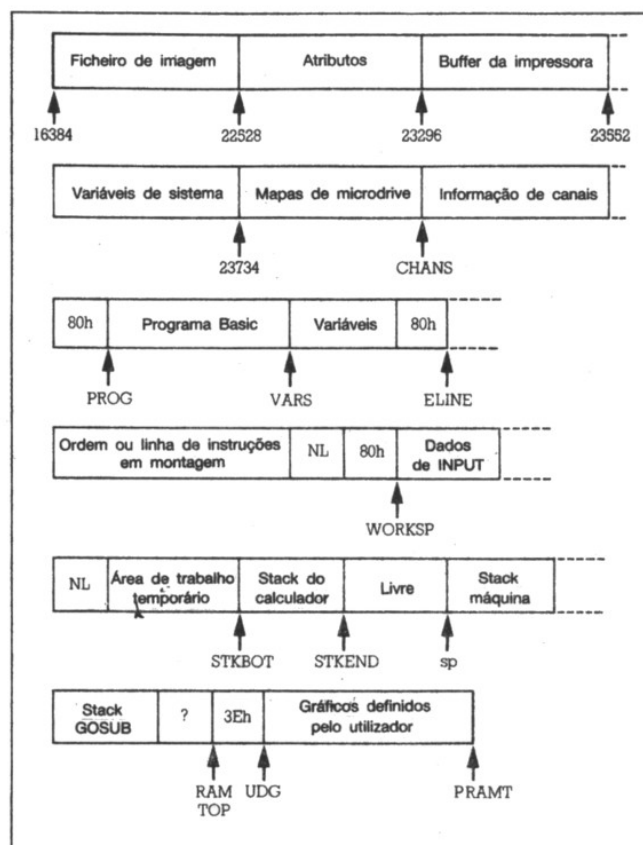 Ficheiro de imagem Atributos Buffer da impressora
16384 22528 23296 23552
Variáveis de sistema Mapas de microdrive Informação de canais
23734 CHANS
80h Programa Basic Variáveis 80h
PROG VARS ELINE
Ordem ou linha de instruções em montagem NL 80h Dados de INPUT
WORKSP
NL Área de trabalho temporário Stack do calculador Livre Stack máquina
STKBOT STKEND sp
Stack GOSUB ? 3Eh Gráficos definidos pelo utilizador
RAM TOP UDG PRAMT